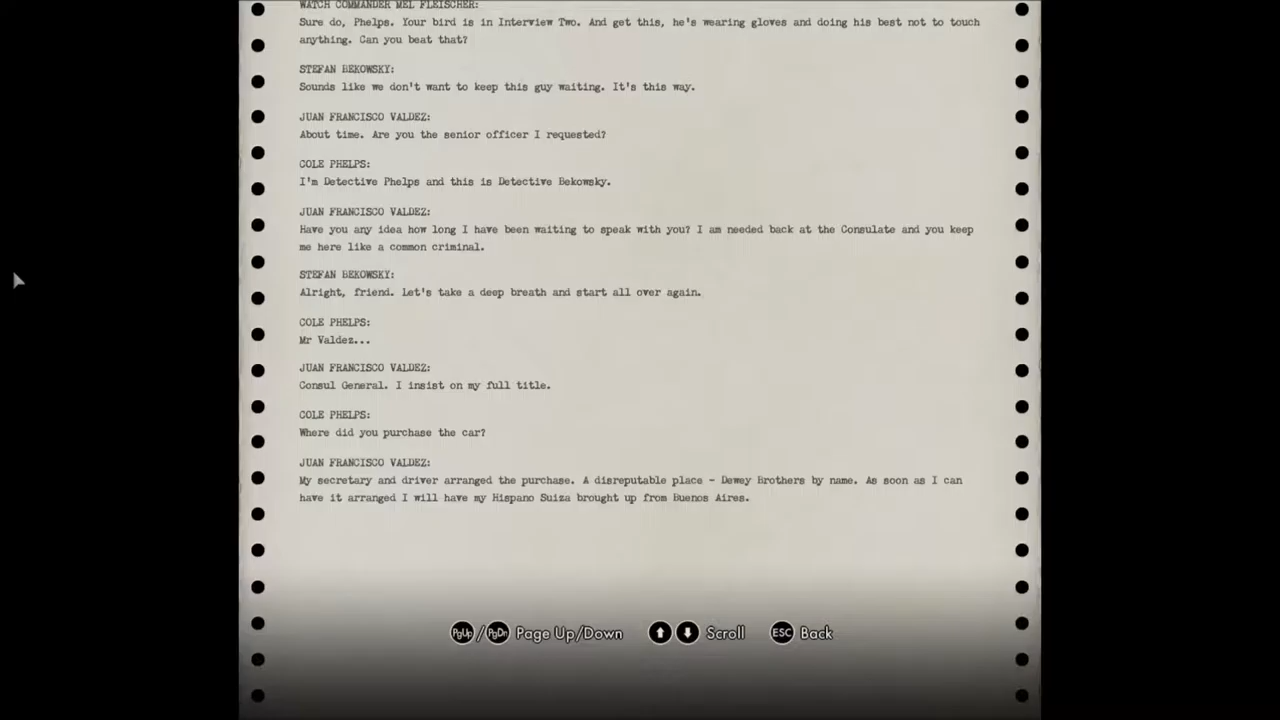 WATCH COMMANDER MEL FLEISCHER:
Sure do, Phelps. Your bird is in Interview Two. And get this, he's wearing gloves and doing his best not to touch
anything. Can you beat that?
STEFAN BEKOWSKY:
Sounds like we don't want to keep this guy waiting. It's this way.
JUAN FRANCISCO VALDEZ:
About time. Are you the senior officer I requested?
COLE PHELPS:
I'm Detective Phelps and this is Detective Bekowsky.
JUAN FRANCISCO VALDEZ:
Have you any idea how long I have been waiting to speak with you? I am needed back at the Consulate and you keep
me here like a common criminal.
STEFAN BEKOWSKY:
Alright, friend. Let's take a deep breath and start all over again.
COLE PHELPS:
Mr Valdez...
JUAN FRANCISCO VALDEZ:
Consul General. I insist on my full title.
COLE PHELPS:
Where did you purchase the car?
JUAN FRANCISCO VALDEZ:
My secretary and driver arranged the purchase. A disreputable place - Dewey Brothers by name. As soon as I can
have it arranged I will have my Hispano Suiza brought up from Buenos Aires.
PgUp/PgDn Page Up/Down Scroll ESC Back